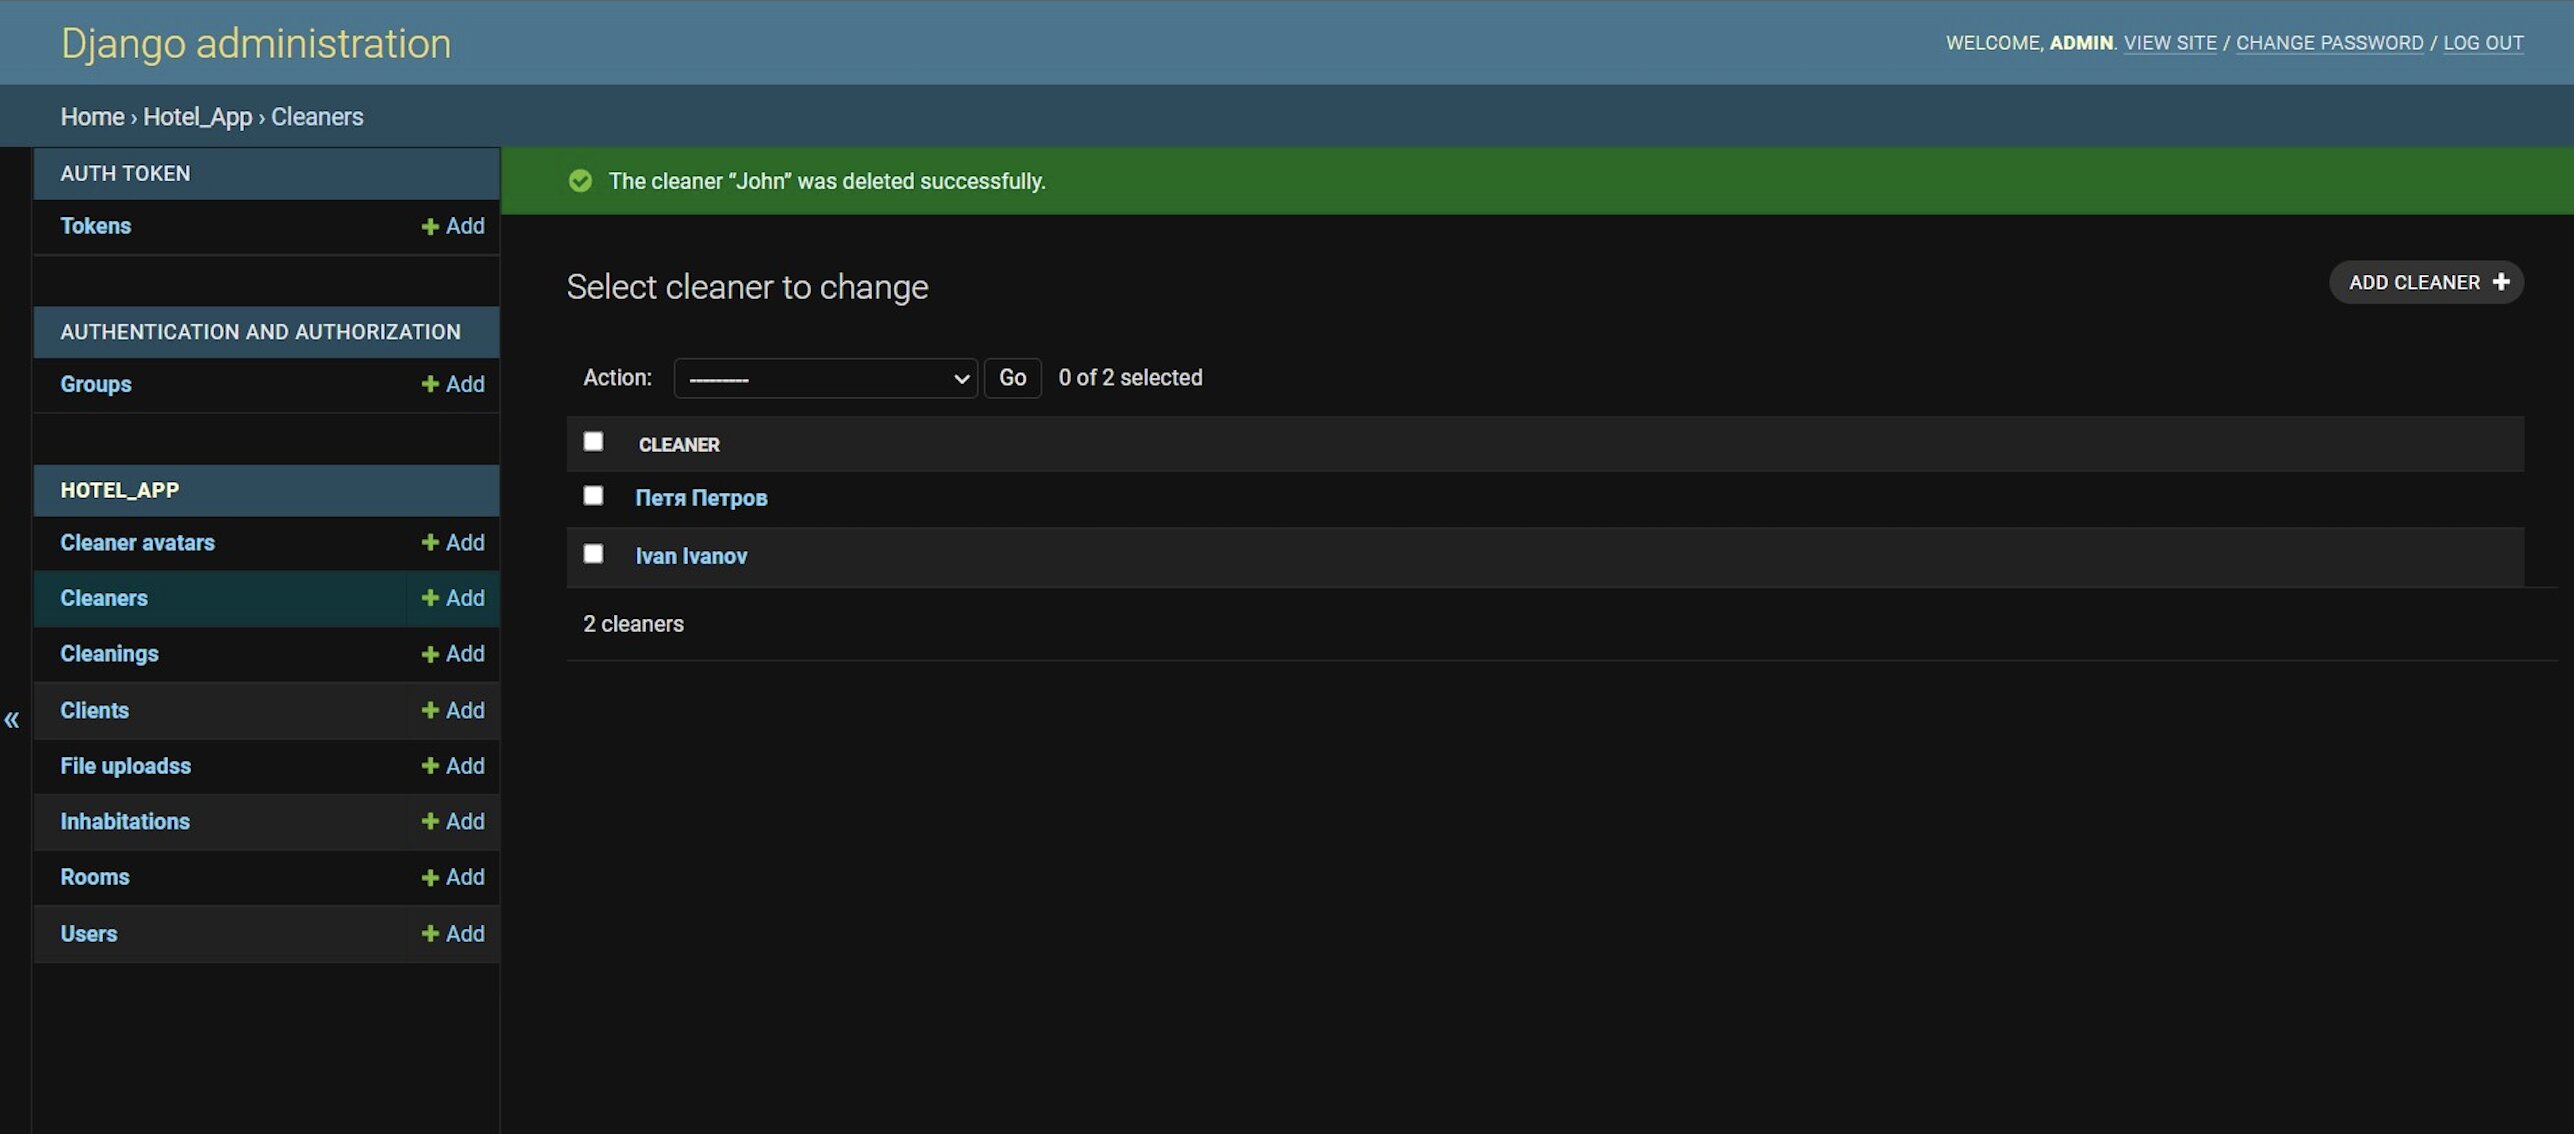 Django administration
WELCOME, ADMIN. VIEW SITE / CHANGE PASSWORD / LOG OUT
Home › Hotel_App › Cleaners
AUTH TOKEN
Tokens + Add
AUTHENTICATION AND AUTHORIZATION
Groups + Add
HOTEL_APP
Cleaner avatars + Add
Cleaners + Add
Cleanings + Add
Clients + Add
File uploadss + Add
Inhabitations + Add
Rooms + Add
Users + Add
«
The cleaner “John” was deleted successfully.
Select cleaner to change
ADD CLEANER +
Action: --------- Go 0 of 2 selected
CLEANER
Петя Петров
Ivan Ivanov
2 cleaners